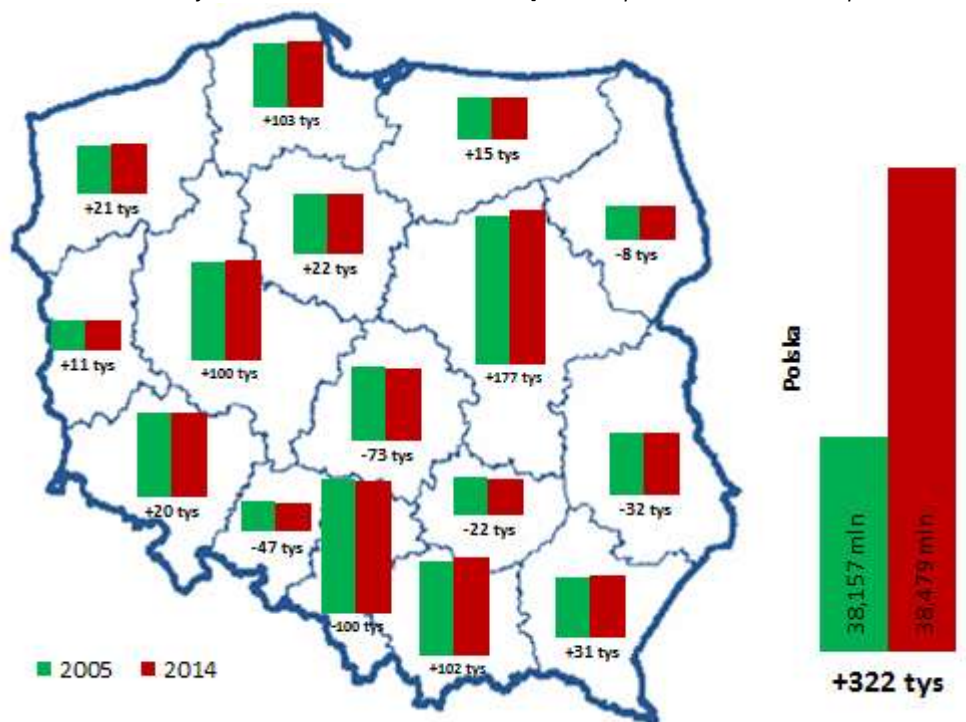 +103 tys
+15 tys
+21 tys
-8 tys
+22 tys
+11 tys
+100 tys
+177 tys
Polska
-73 tys
+20 tys
-32 tys
-22 tys
-47 tys
-100 tys
+31 tys
+102 tys
38,157 mln
38,479 mln
2005
2014
+322 tys